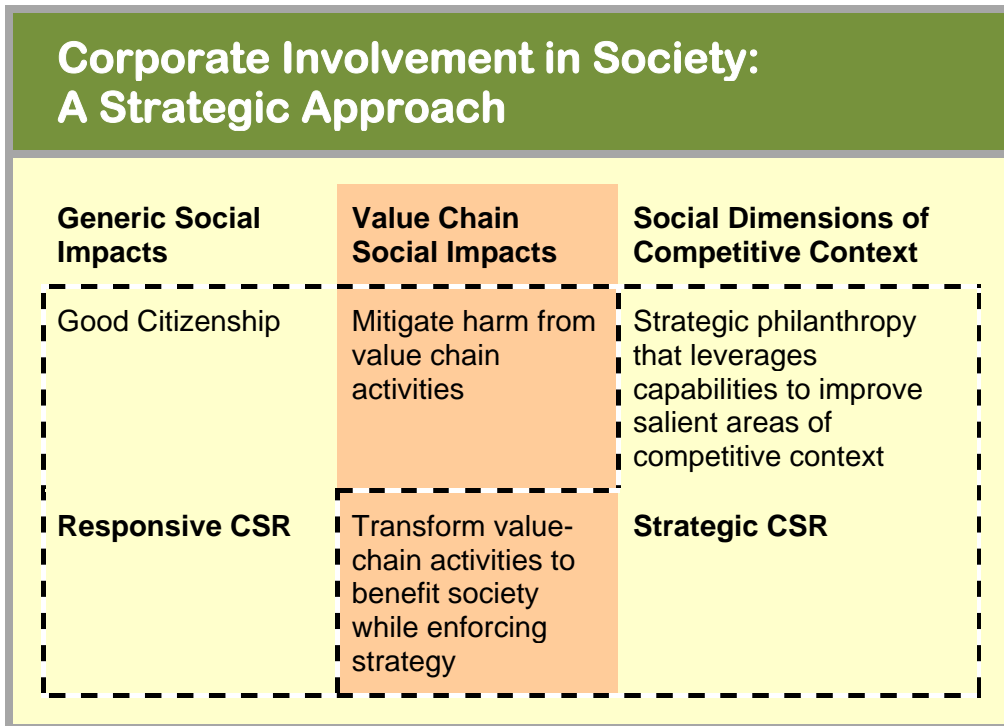 Corporate Involvement in Society:
A Strategic Approach
Generic Social
Impacts
Value Chain
Social Impacts
Social Dimensions of
Competitive Context
Good Citizenship
Mitigate harm from
value chain
activities
Strategic philanthropy
that leverages
capabilities to improve
salient areas of
competitive context
Responsive CSR
Transform value-
chain activities to
benefit society
while enforcing
strategy
Strategic CSR